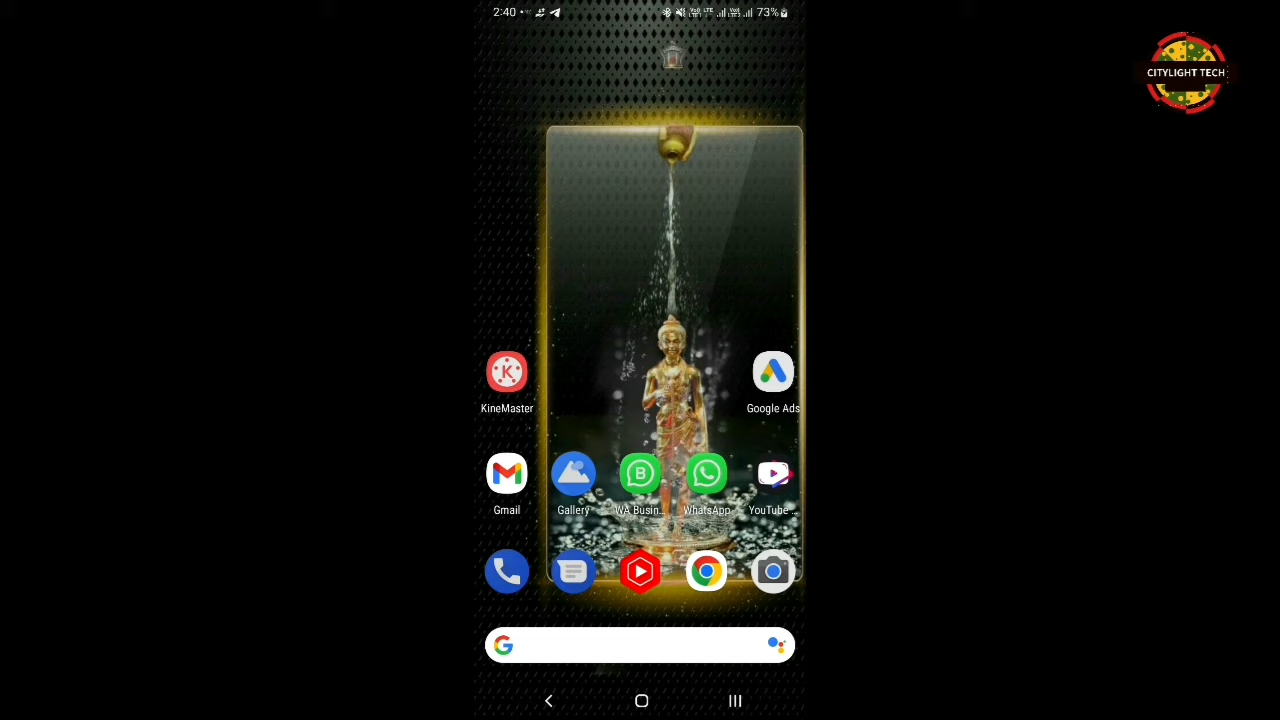 2:40
73%
CITYLIGHT TECH
KineMaster
Google Ads
Gmail
Gallery
WA Busin...
WhatsApp
YouTube ...